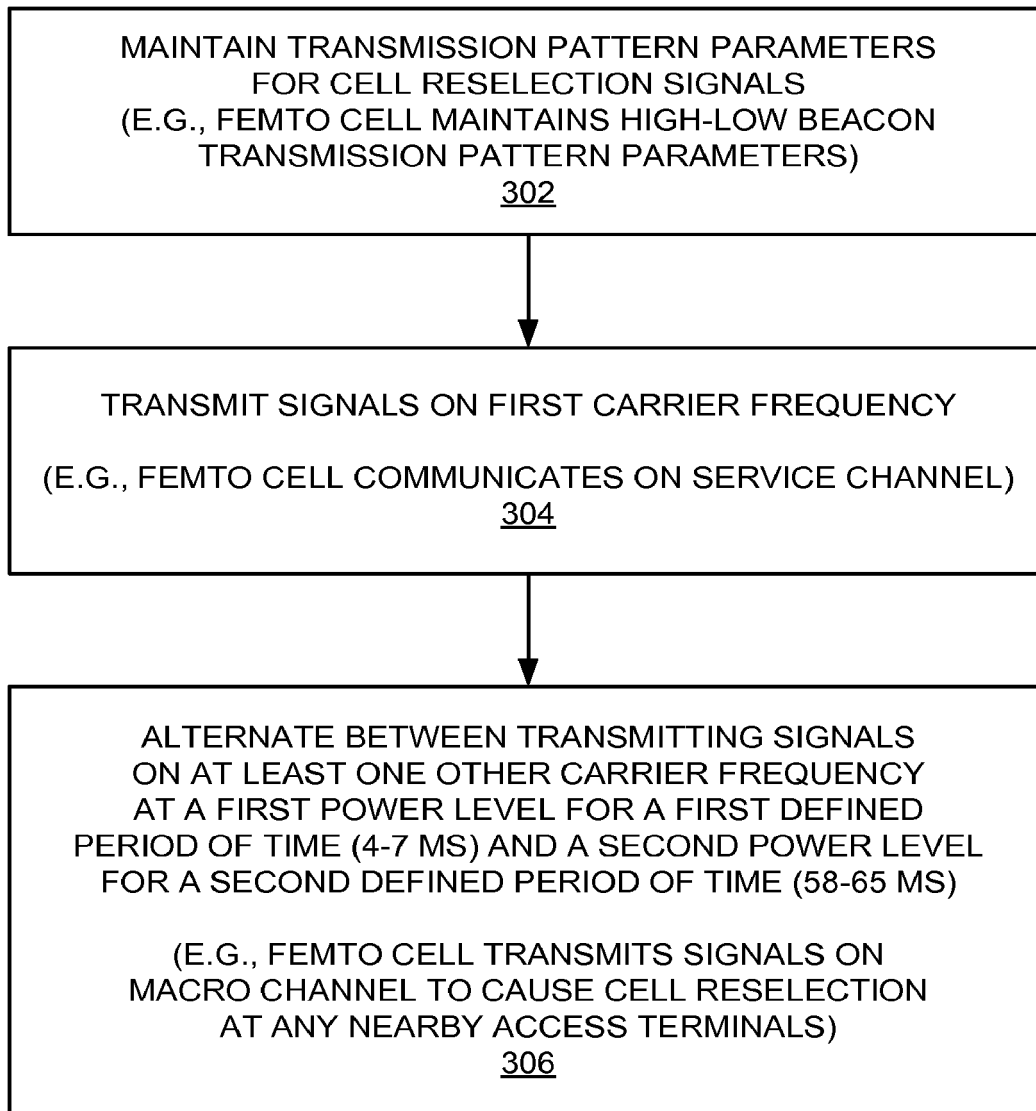 MAINTAIN TRANSMISSION PATTERN PARAMETERS
FOR CELL RESELECTION SIGNALS
(E.G., FEMTO CELL MAINTAINS HIGH-LOW BEACON
TRANSMISSION PATTERN PARAMETERS)
302
TRANSMIT SIGNALS ON FIRST CARRIER FREQUENCY
(E.G., FEMTO CELL COMMUNICATES ON SERVICE CHANNEL)
304
ALTERNATE BETWEEN TRANSMITTING SIGNALS
ON AT LEAST ONE OTHER CARRIER FREQUENCY
AT A FIRST POWER LEVEL FOR A FIRST DEFINED
PERIOD OF TIME (4-7 MS) AND A SECOND POWER LEVEL
FOR A SECOND DEFINED PERIOD OF TIME (58-65 MS)
(E.G., FEMTO CELL TRANSMITS SIGNALS ON
MACRO CHANNEL TO CAUSE CELL RESELECTION
AT ANY NEARBY ACCESS TERMINALS)
306